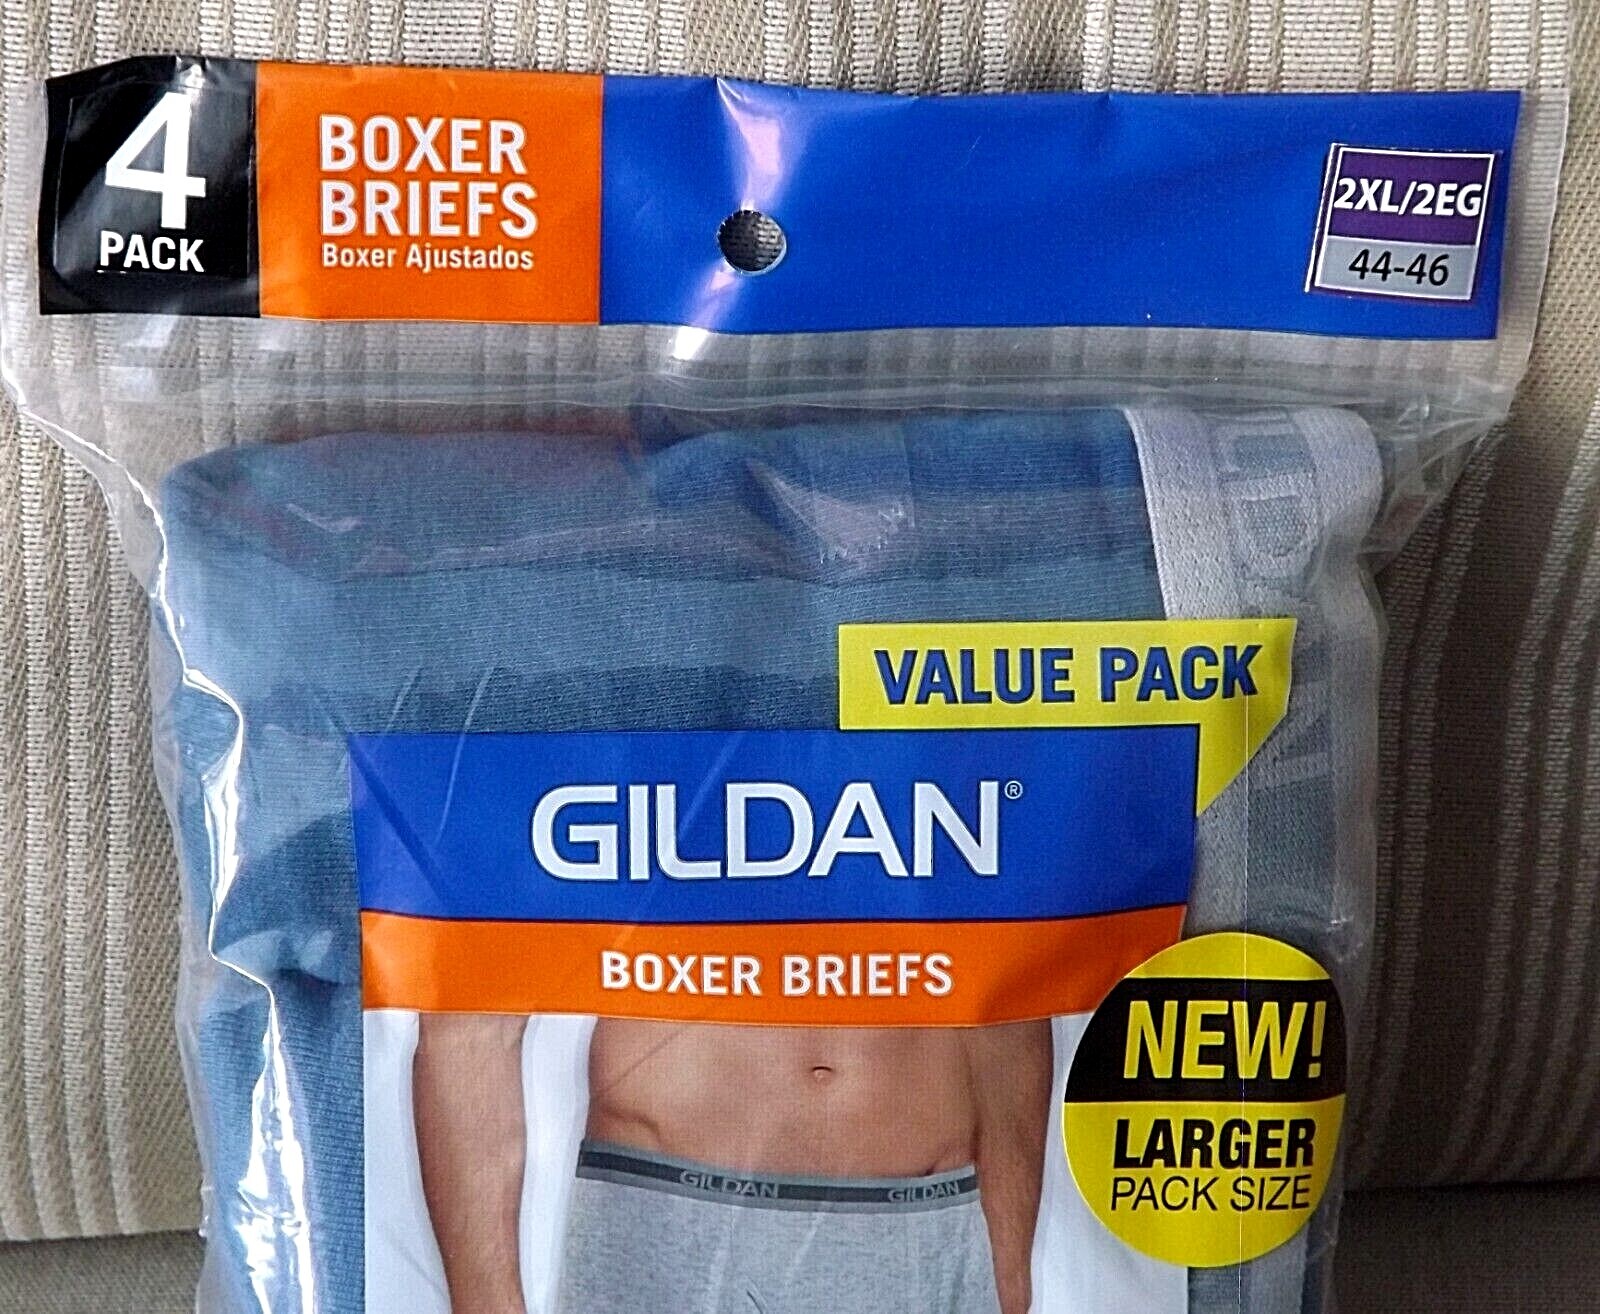 4
PACK
BOXER
BRIEFS
Boxer Ajustados
2XL/2EG
44-46
VALUE PACK
GILDAN®
BOXER BRIEFS
NEW!
LARGER
PACK SIZE
GILDAN GILDAN